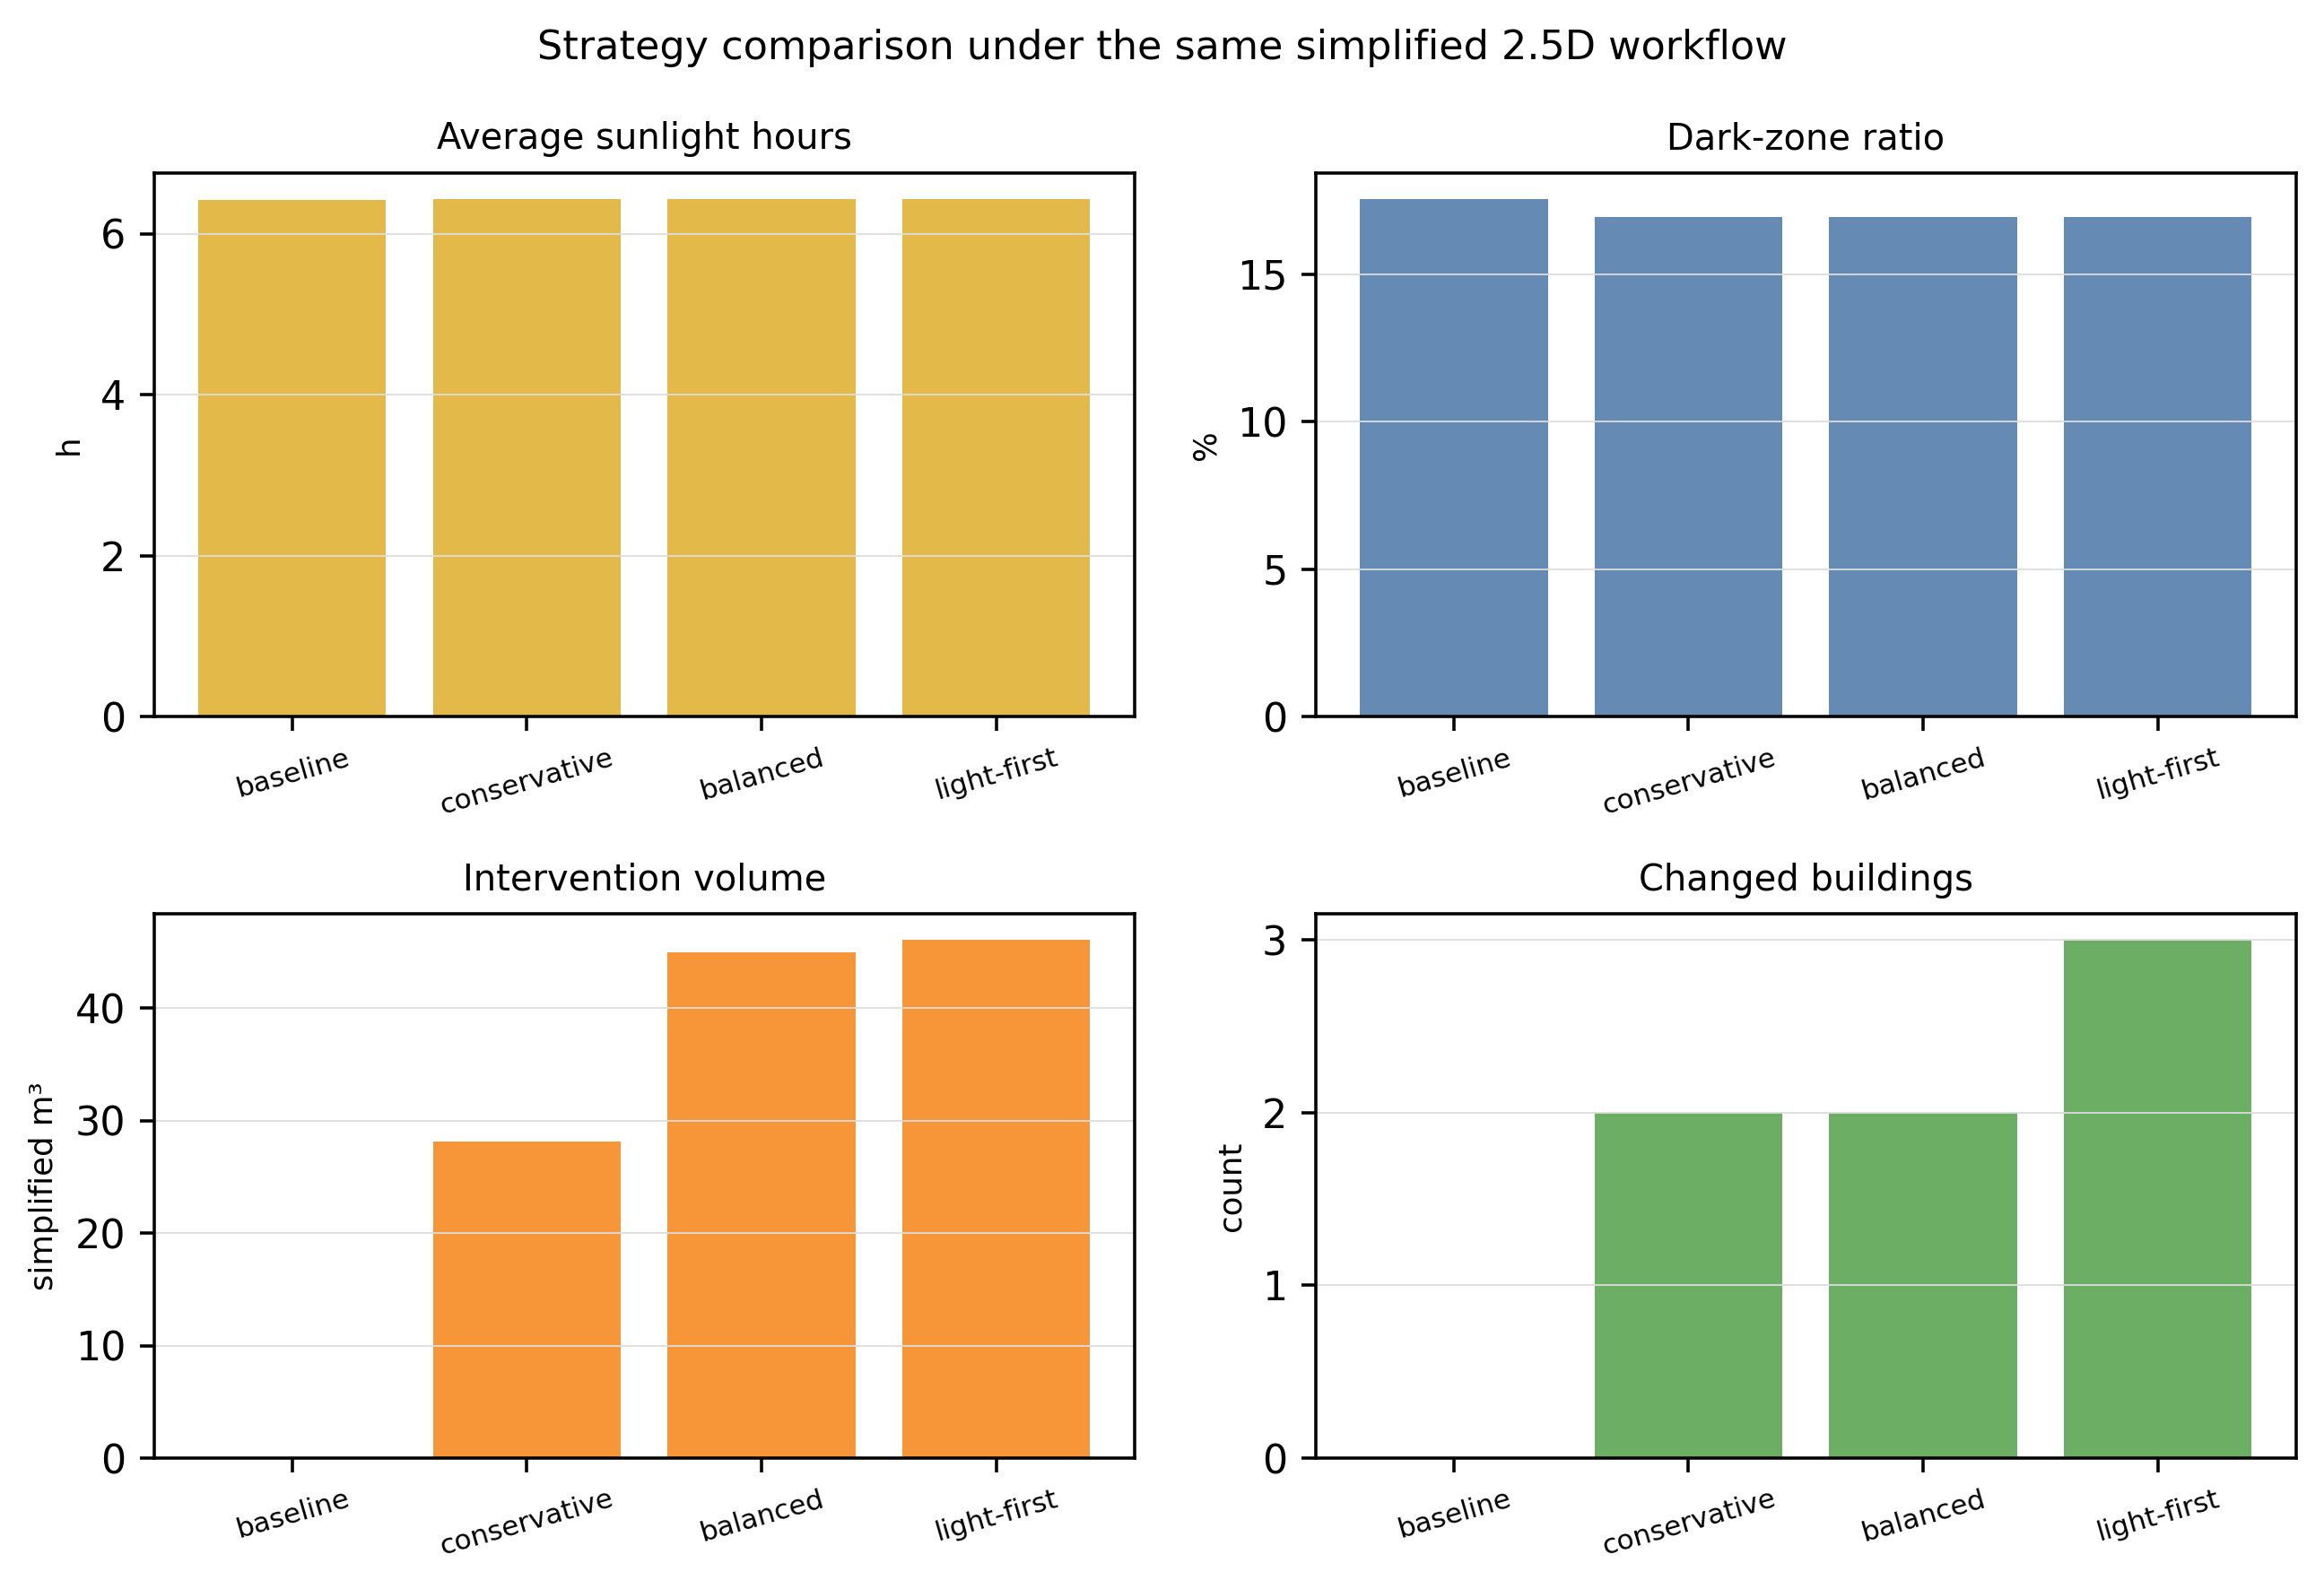 Strategy comparison under the same simplified 2.5D workflow
Average sunlight hours
h
6
4
2
0
baseline
conservative
balanced
light-first
Dark-zone ratio
%
15
10
5
0
baseline
conservative
balanced
light-first
Intervention volume
simplified m³
40
30
20
10
0
baseline
conservative
balanced
light-first
Changed buildings
count
3
2
1
0
baseline
conservative
balanced
light-first